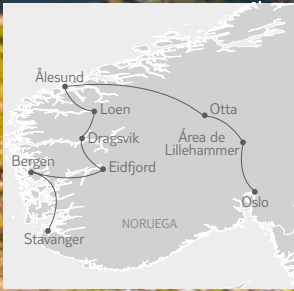 Ålesund
Loen
Otta
Dragsvik
Área de
Lillehammer
Bergen
Eidfjord
Oslo
NORUEGA
Stavanger